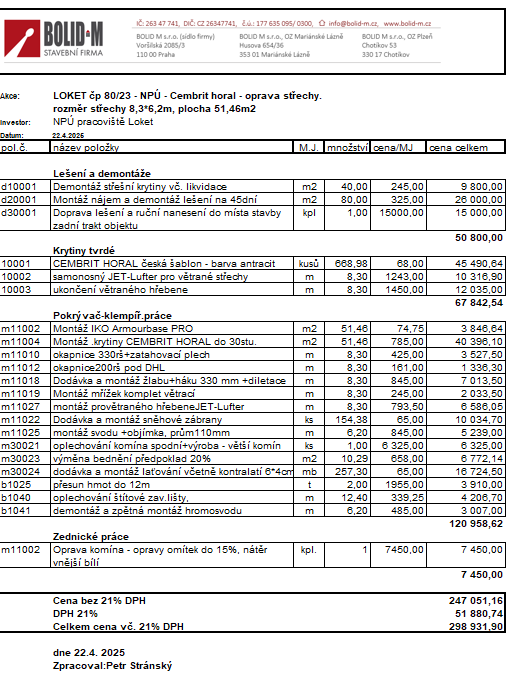 BOLID M
STAVEBNÍ FIRMA
IČ: 263 47 741, DIČ: CZ 26347741, č.ú.: 177 635 095/ 0300, info@bolid-m.cz, www.bolid-m.cz
BOLID M s.r.o. (sídlo firmy) BOLID M s.r.o., OZ Mariánské Lázně BOLID M s.r.o., OZ Plzeň
Voršilská 2085/3 Husova 654/36 Chotíkov 53
110 00 Praha 353 01 Mariánské Lázně 330 17 Chotíkov
Akce: LOKET čp 80/23 - NPÚ - Cembrit horal - oprava střechy.
rozměr střechy 8,3*6,2m, plocha 51,46m2
Investor: NPÚ pracoviště Loket
Datum: 22.4.2025
pol.č. název položky M.J. množství cena/MJ cena celkem
Lešení a demontáže
d10001 Demontáž střešní krytiny vč. likvidace m2 40,00 245,00 9 800,00
d20001 Montáž nájem a demontáž lešení na 45dní m2 80,00 325,00 26 000,00
d30001 Doprava lešení a ruční nanesení do místa stavby kpl 1,00 15000,00 15 000,00
zadní trakt objektu
50 800,00
Krytiny tvrdé
10001 CEMBRIT HORAL česká šablon - barva antracit kusů 668,98 68,00 45 490,64
10002 samonosný JET-Lufter pro větrané střechy m 8,30 1243,00 10 316,90
10003 ukončení větraného hřebene m 8,30 1450,00 12 035,00
67 842,54
Pokrývač-klempíř.práce
m11002 Montáž IKO Armourbase PRO m2 51,46 74,75 3 846,64
m11004 Montáž .krytiny CEMBRIT HORAL do 30stu. m2 51,46 785,00 40 396,10
m11010 okapnice 330rš+zatahovací plech m 8,30 425,00 3 527,50
m11012 okapnice200rš pod DHL m 8,30 161,00 1 336,30
m11018 Dodávka a montáž žlabu+háku 330 mm +diletace m 8,30 845,00 7 013,50
m11019 Montáž mřížek komplet větrací m 8,30 245,00 2 033,50
m11027 montáž provětraného hřebeneJET-Lufter m 8,30 793,50 6 586,05
m11022 Dodávka a montáž sněhové zábrany ks 154,38 65,00 10 034,70
m11025 montáž svodu +objímka, prům110mm m 6,20 845,00 5 239,00
m30021 oplechování komína spodní+výroba - větší komín ks 1,00 6 325,00 6 325,00
m30023 výměna bednění předpoklad 20% m2 10,29 658,00 6 772,14
m30024 dodávka a montáž laťování včetně kontralatí 6*4cm mb 257,30 65,00 16 724,50
b1025 přesun hmot do 12m t 2,00 1955,00 3 910,00
b1040 oplechování štítové zav.lišty, m 12,40 339,25 4 206,70
b1041 demontáž a zpětná montáž hromosvodu m 6,20 485,00 3 007,00
120 958,62
Zednické práce
m11002 Oprava komína - opravy omítek do 15%, nátěr kpl. 1 7450,00 7 450,00
vnější bílí
7 450,00
Cena bez 21% DPH 247 051,16
DPH 21% 51 880,74
Celkem cena vč. 21% DPH 298 931,90
dne 22.4. 2025
Zpracoval:Petr Stránský